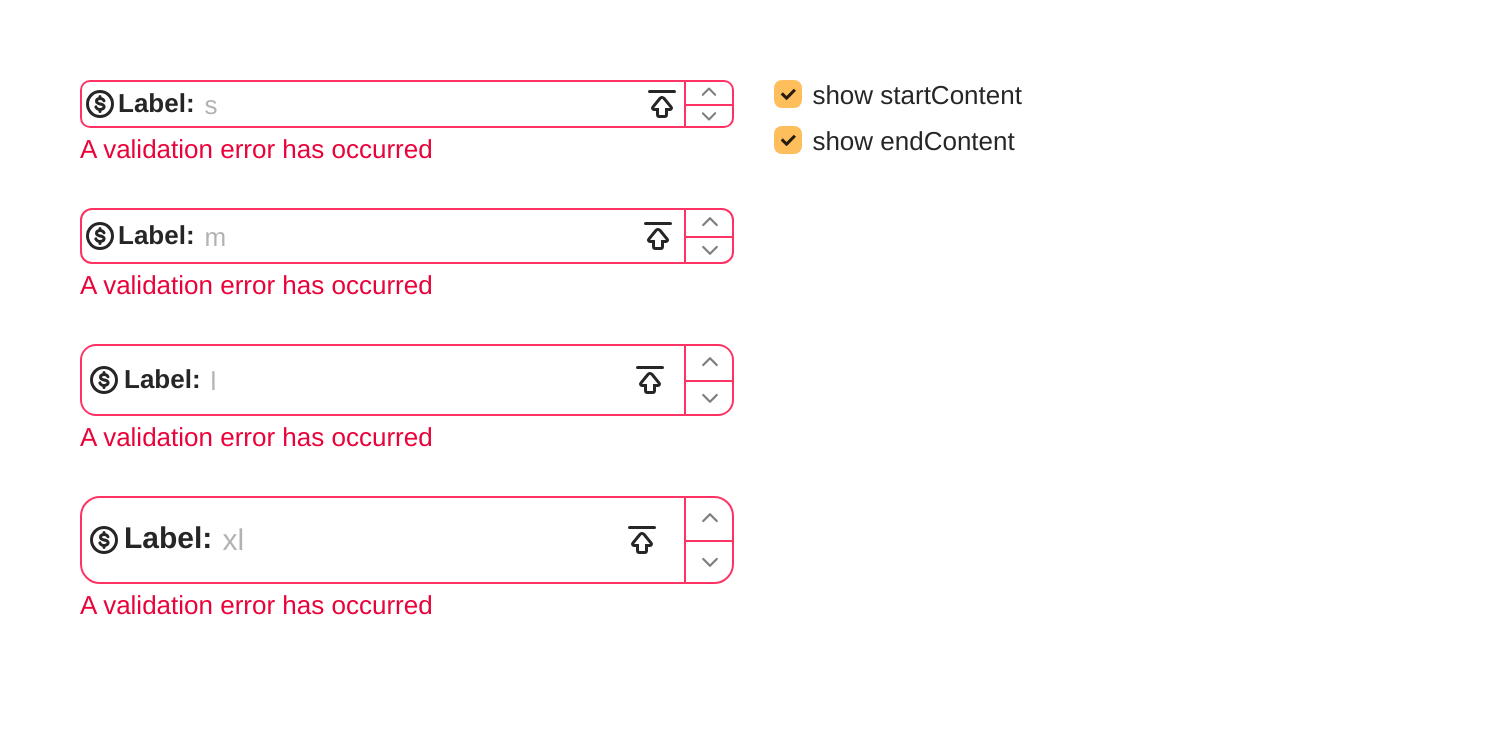 Label: s
A validation error has occurred
show startContent
show endContent
Label: m
A validation error has occurred
Label: l
A validation error has occurred
Label: xl
A validation error has occurred